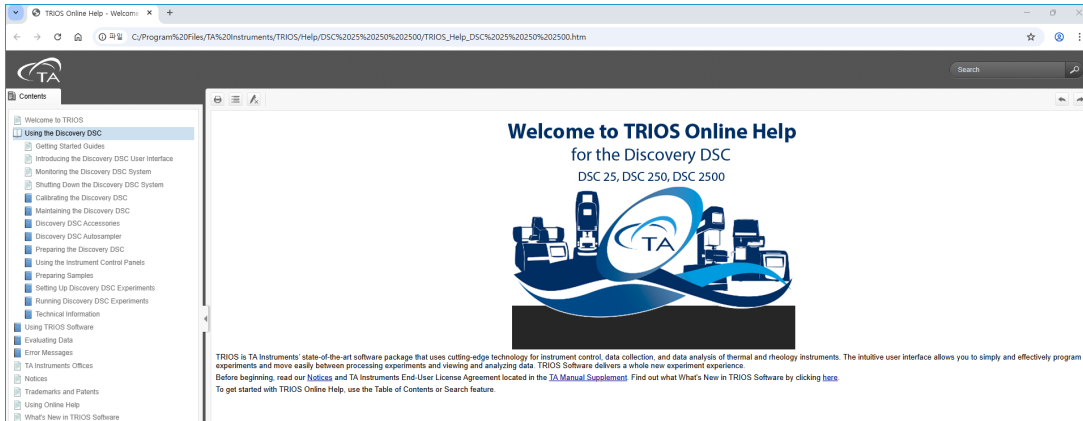 TRIOS Online Help - Welcome
파일
C:/Program%20Files/TA%20Instruments/TRIOS/Help/DSC%2025%20250%202500/TRIOS_Help_DSC%2025%20250%202500.htm
TA
Search
Contents
Welcome to TRIOS
Using the Discovery DSC
Getting Started Guides
Introducing the Discovery DSC User Interface
Monitoring the Discovery DSC System
Shutting Down the Discovery DSC System
Calibrating the Discovery DSC
Maintaining the Discovery DSC
Discovery DSC Accessories
Discovery DSC Autosampler
Preparing the Discovery DSC
Using the Instrument Control Panels
Preparing Samples
Setting Up Discovery DSC Experiments
Running Discovery DSC Experiments
Technical Information
Using TRIOS Software
Evaluating Data
Error Messages
TA Instruments Offices
Notices
Trademarks and Patents
Using Online Help
What's New in TRIOS Software
Welcome to TRIOS Online Help
for the Discovery DSC
DSC 25, DSC 250, DSC 2500
TA
TRIOS is TA Instruments' state-of-the-art software package that uses cutting-edge technology for instrument control, data collection, and data analysis of thermal and rheology instruments. The intuitive user interface allows you to simply and effectively program
experiments and move easily between processing experiments and viewing and analyzing data. TRIOS Software delivers a whole new experiment experience.
Before beginning, read our Notices and TA Instruments End-User License Agreement located in the TA Manual Supplement. Find out what What's New in TRIOS Software by clicking here.
To get started with TRIOS Online Help, use the Table of Contents or Search feature.